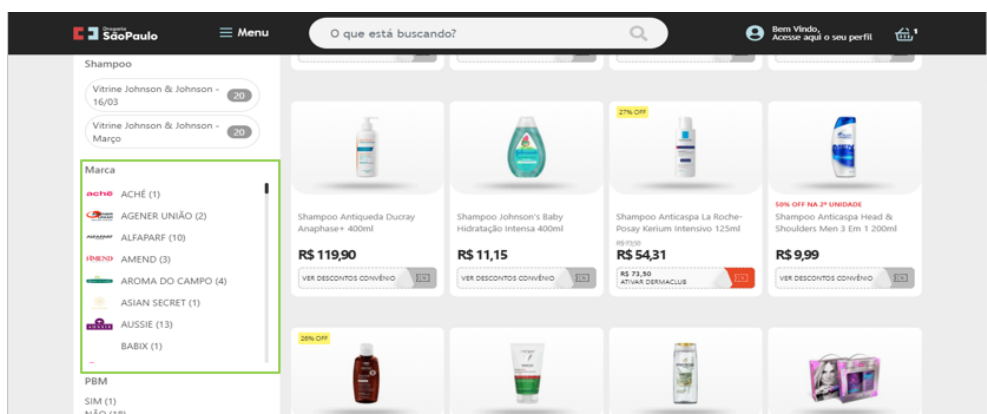 Drogaria
SãoPaulo
Menu
O que está buscando?
Bem Vindo,
Acesse aqui o seu perfil
1
Shampoo
Vitrine Johnson & Johnson -
16/03
20
Vitrine Johnson & Johnson -
Março
20
Marca
aché ACHÉ (1)
AGENER UNIÃO (2)
ALFAPARF ALFAPARF (10)
AMEND AMEND (3)
AROMA DO CAMPO (4)
ASIAN SECRET (1)
AUSSIE AUSSIE (13)
BABIX (1)
PBM
SIM (1)
27% OFF
Shampoo Antiqueda Ducray
Anaphase+ 400ml
R$ 119,90
VER DESCONTOS CONVÊNIO
Shampoo Johnson's Baby
Hidratação Intensa 400ml
R$ 11,15
VER DESCONTOS CONVÊNIO
Shampoo Anticaspa La Roche-
Posay Kerium Intensivo 125ml
R$ 73,50
R$ 54,31
R$ 73,50
ATIVAR DERMACLUB
50% OFF NA 2ª UNIDADE
Shampoo Anticaspa Head &
Shoulders Men 3 Em 1 200ml
R$ 9,99
VER DESCONTOS CONVÊNIO
26% OFF